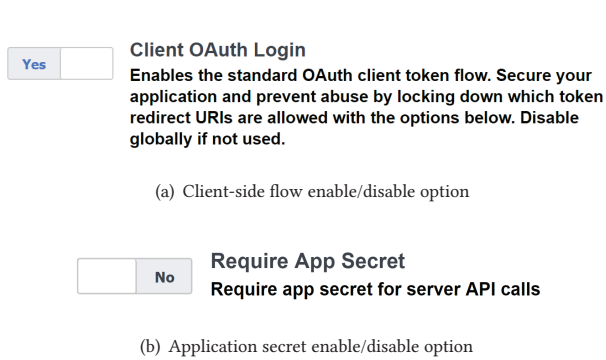 Yes
Client OAuth Login
Enables the standard OAuth client token flow. Secure your
application and prevent abuse by locking down which token
redirect URIs are allowed with the options below. Disable
globally if not used.
(a) Client-side flow enable/disable option
No
Require App Secret
Require app secret for server API calls
(b) Application secret enable/disable option